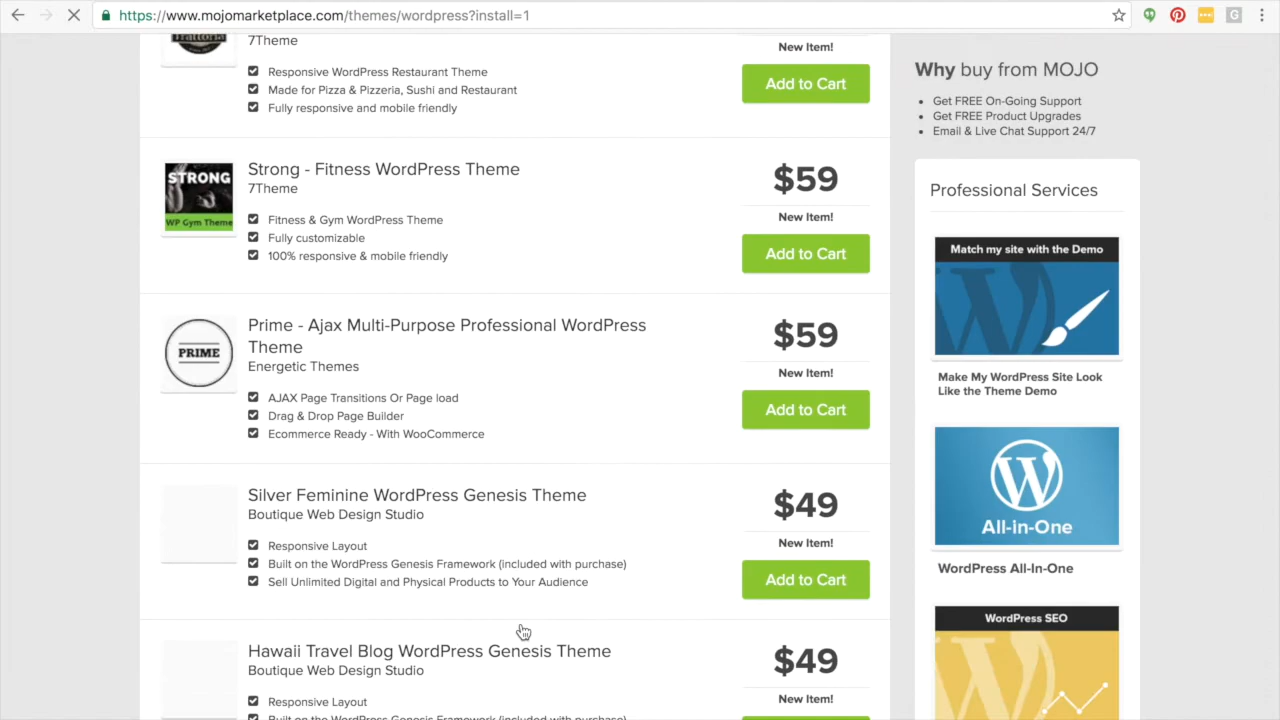 https://www.mojomarketplace.com/themes/wordpress?install=1
7Theme
Responsive WordPress Restaurant Theme
Made for Pizza & Pizzeria, Sushi and Restaurant
Fully responsive and mobile friendly
New Item!
Add to Cart
STRONG
WP Gym Theme
Strong - Fitness WordPress Theme
7Theme
Fitness & Gym WordPress Theme
Fully customizable
100% responsive & mobile friendly
$59
New Item!
Add to Cart
PRIME
Prime - Ajax Multi-Purpose Professional WordPress
Theme
Energetic Themes
AJAX Page Transitions Or Page load
Drag & Drop Page Builder
Ecommerce Ready - With WooCommerce
$59
New Item!
Add to Cart
Silver Feminine WordPress Genesis Theme
Boutique Web Design Studio
Responsive Layout
Built on the WordPress Genesis Framework (included with purchase)
Sell Unlimited Digital and Physical Products to Your Audience
$49
New Item!
Add to Cart
Hawaii Travel Blog WordPress Genesis Theme
Boutique Web Design Studio
Responsive Layout
Built on the WordPress Genesis Framework (included with purchase)
$49
New Item!
Why buy from MOJO
Get FREE On-Going Support
Get FREE Product Upgrades
Email & Live Chat Support 24/7
Professional Services
Match my site with the Demo
Make My WordPress Site Look
Like the Theme Demo
All-in-One
WordPress All-In-One
WordPress SEO